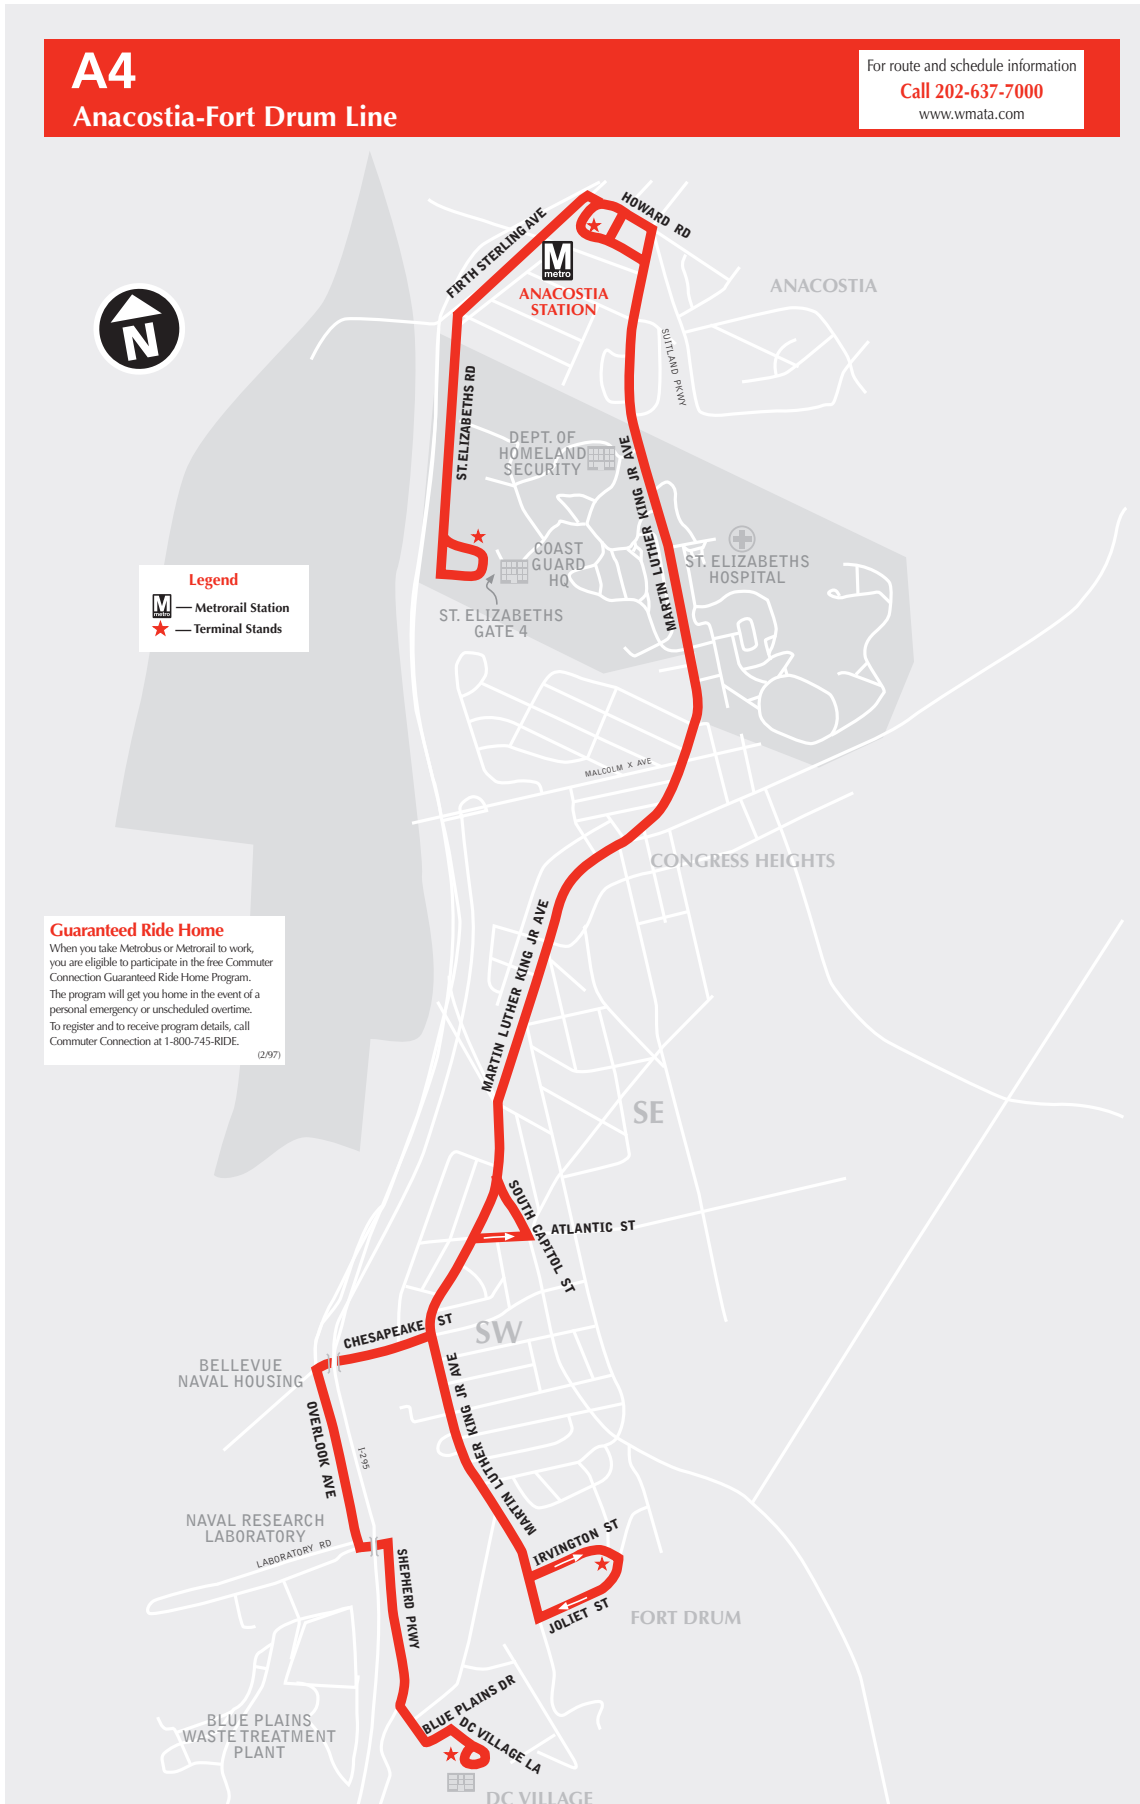 A4
Anacostia-Fort Drum Line
For route and schedule information
Call 202-637-7000
www.wmata.com
HOWARD RD
FIRTH STERLING AVE
M
metro
ANACOSTIA
STATION
ANACOSTIA
N
SUITLAND PKWY
ST. ELIZABETHS RD
DEPT. OF
HOMELAND
SECURITY
MARTIN LUTHER KING JR AVE
COAST
GUARD
HQ
ST. ELIZABETHS
HOSPITAL
ST. ELIZABETHS
GATE 4
Legend
M
metro
— Metrorail Station
— Terminal Stands
MALCOLM X AVE
CONGRESS HEIGHTS
MARTIN LUTHER KING JR AVE
Guaranteed Ride Home
When you take Metrobus or Metrorail to work,
you are eligible to participate in the free Commuter
Connection Guaranteed Ride Home Program.
The program will get you home in the event of a
personal emergency or unscheduled overtime.
To register and to receive program details, call
Commuter Connection at 1-800-745-RIDE.
(2/97)
SE
SOUTH CAPITOL ST
ATLANTIC ST
CHESAPEAKE ST
SW
BELLEVUE
NAVAL HOUSING
MARTIN LUTHER KING JR AVE
OVERLOOK AVE
I-295
NAVAL RESEARCH
LABORATORY
LABORATORY RD
IRVINGTON ST
SHEPHERD PKWY
JOLIET ST
FORT DRUM
BLUE PLAINS DR
DC VILLAGE LA
BLUE PLAINS
WASTE TREATMENT
PLANT
DC VILLAGE